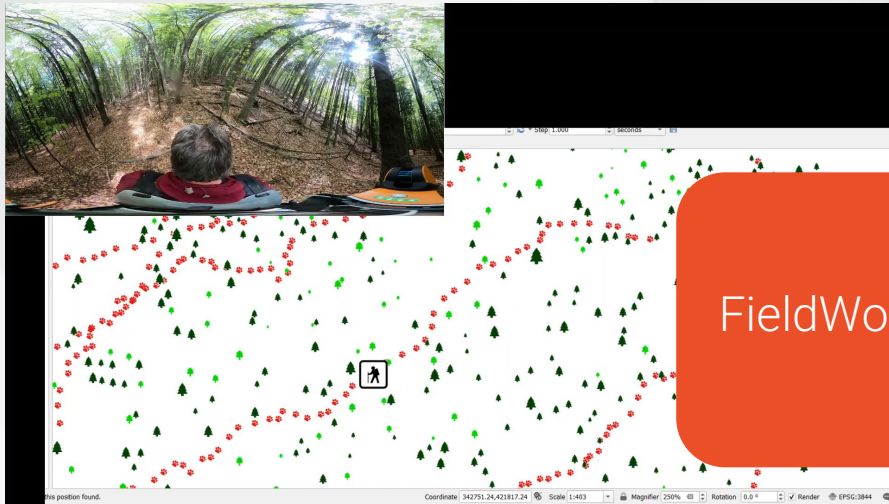 Step 1.000 seconds
FieldWo
this position found. Coordinate 342751.24,421817.24 Scale 1:403 Magnifier 250% Rotation 0.0 ° Render EPSG:3844